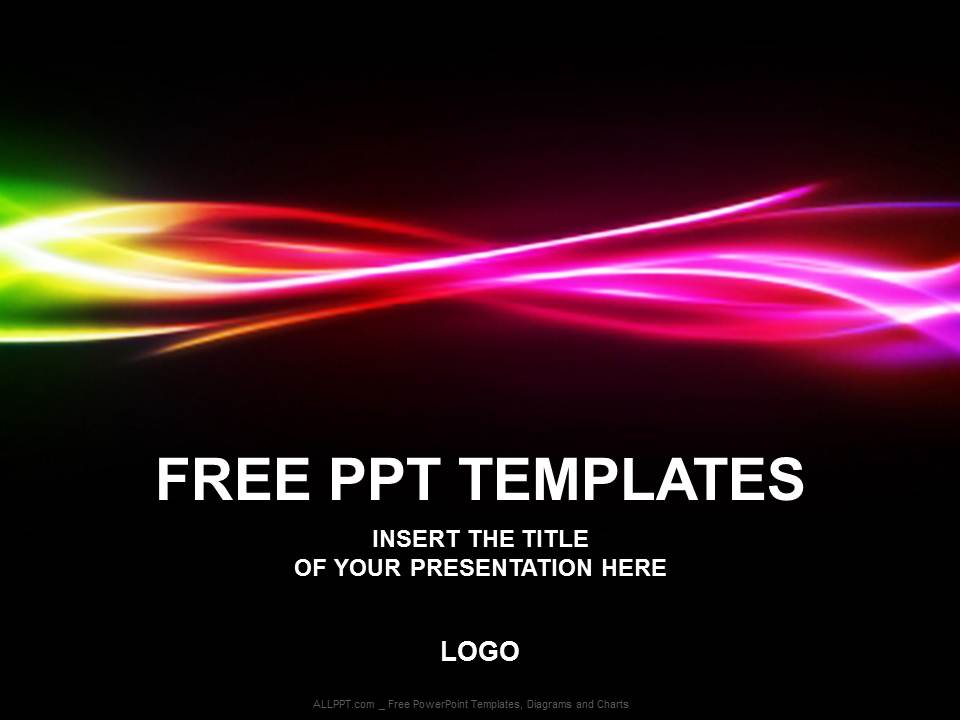 FREE PPT TEMPLATES
INSERT THE TITLE
OF YOUR PRESENTATION HERE
LOGO
ALLPPT.com _ Free PowerPoint Templates, Diagrams and Charts